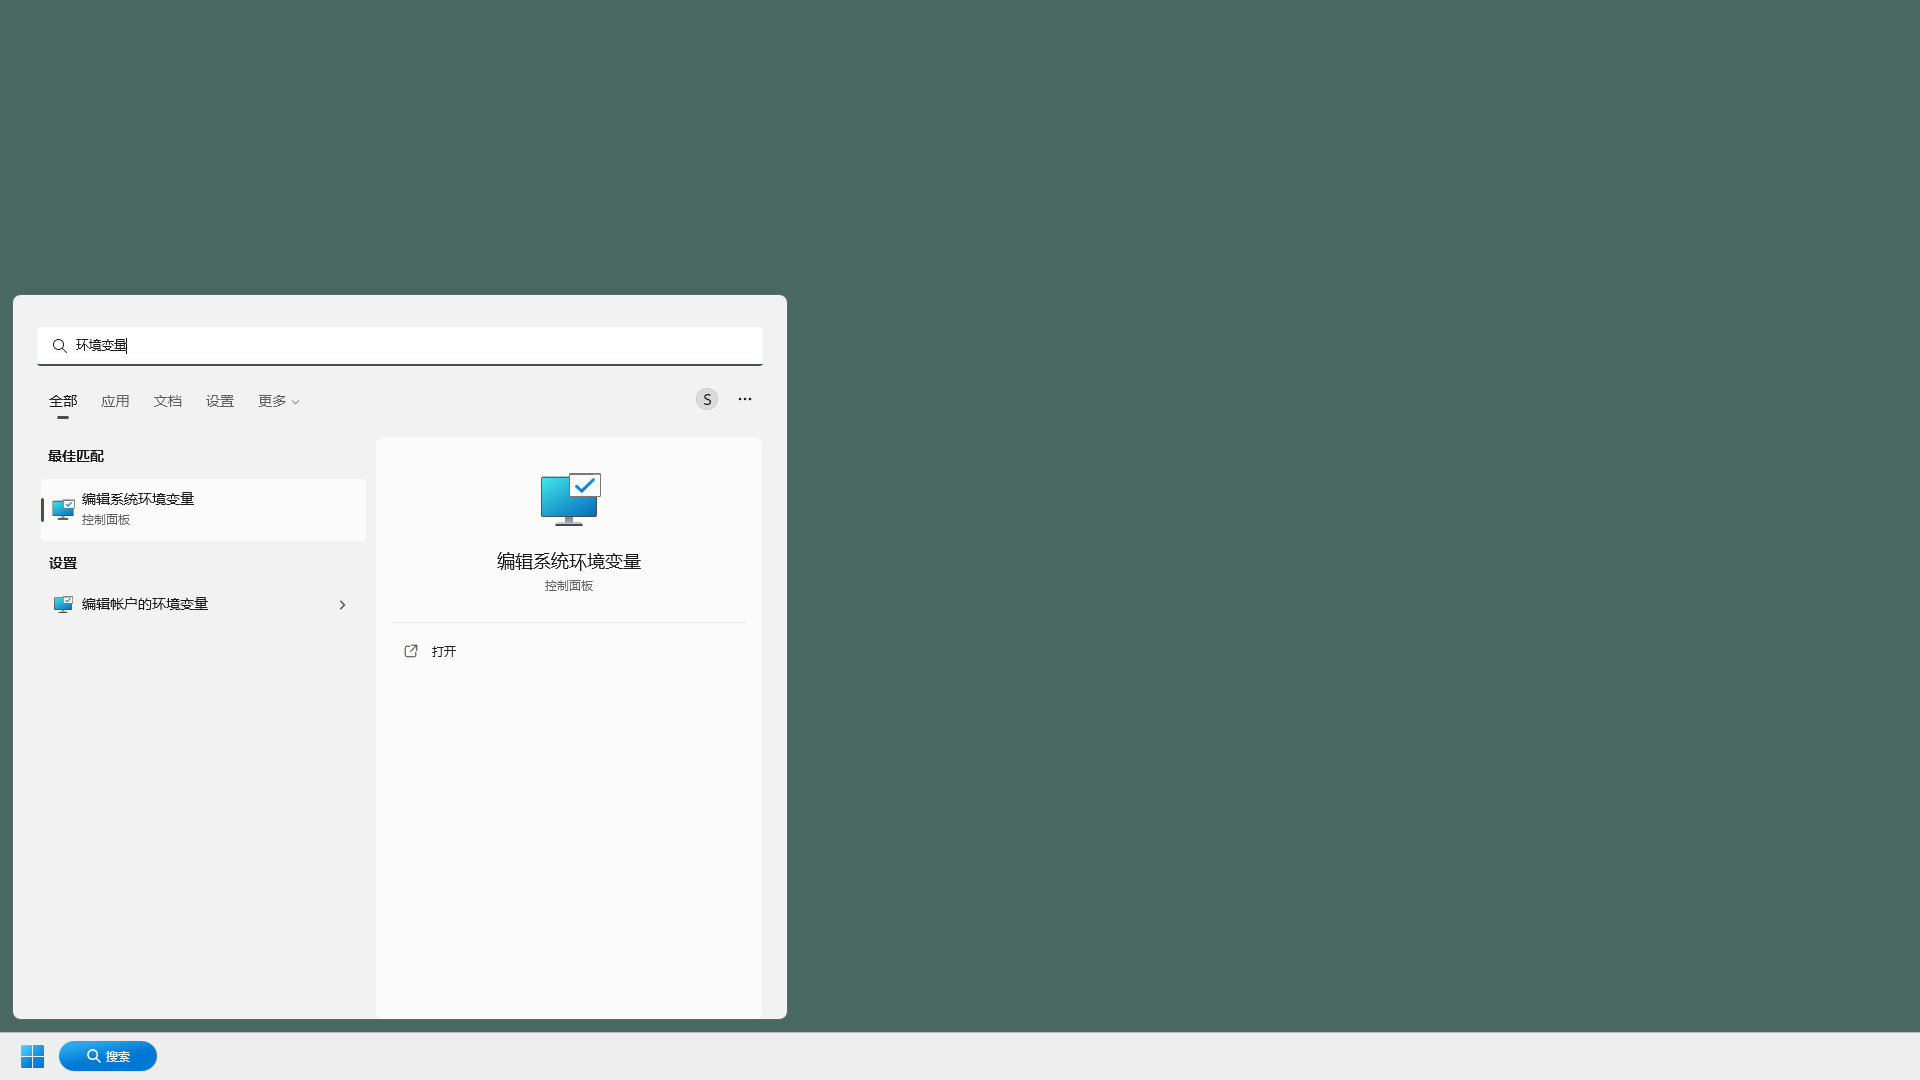 环境变量
全部 应用 文档 设置 更多
S
最佳匹配
编辑系统环境变量
控制面板
设置
编辑帐户的环境变量
编辑系统环境变量
控制面板
打开
搜索